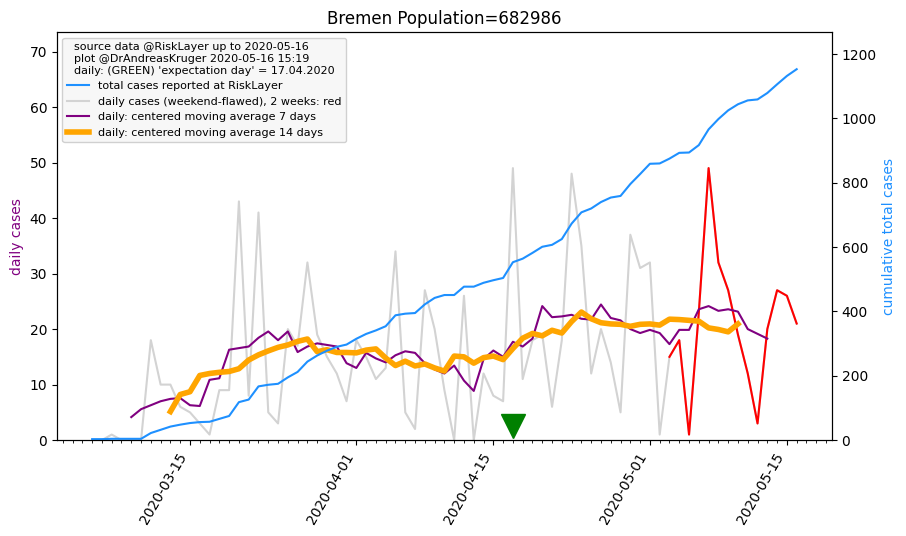 Bremen Population=682986
source data @RiskLayer up to 2020-05-16
plot @DrAndreasKruger 2020-05-16 15:19
daily: (GREEN) 'expectation day' = 17.04.2020
total cases reported at RiskLayer
daily cases (weekend-flawed), 2 weeks: red
daily: centered moving average 7 days
daily: centered moving average 14 days
daily cases
70
60
50
40
30
20
10
0
cumulative total cases
1200
1000
800
600
400
200
0
2020-03-15
2020-04-01
2020-04-15
2020-05-01
2020-05-15